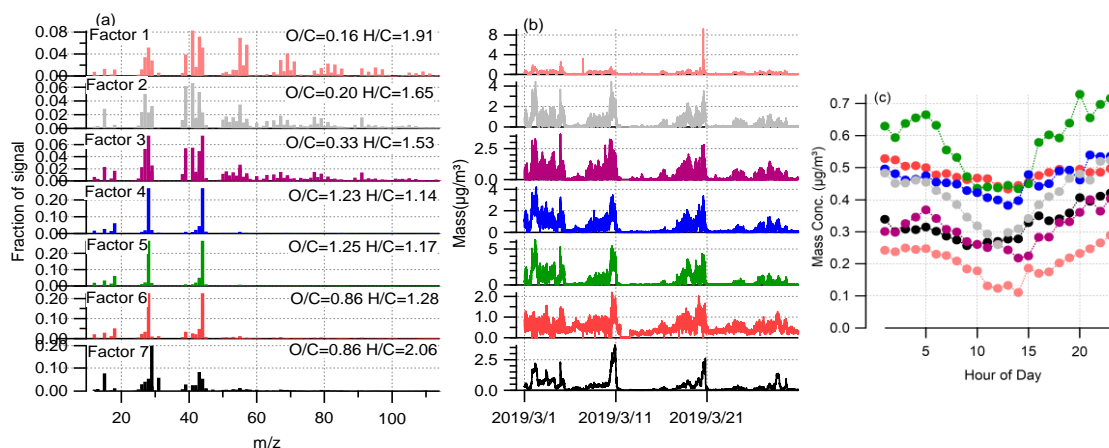 (a)
0.08
0.04
0.00
Factor 1
O/C=0.16 H/C=1.91
0.06
0.04
0.02
0.00
Factor 2
O/C=0.20 H/C=1.65
0.08
0.04
0.00
Factor 3
O/C=0.33 H/C=1.53
0.20
0.10
0.00
Factor 4
O/C=1.23 H/C=1.14
0.20
0.10
0.00
Factor 5
O/C=1.25 H/C=1.17
0.20
0.10
0.00
Factor 6
O/C=0.86 H/C=1.28
0.20
0.10
0.00
Factor 7
O/C=0.86 H/C=2.06
Fraction of signal
20 40 60 80 100
m/z
(b)
8
4
0
4
2
0
2.5
0.0
4
2
0
6
4
2
0
2.0
1.0
0.0
2.5
0.0
Mass(μg/m³)
2019/3/1 2019/3/11 2019/3/21
(c)
0.7
0.6
0.5
0.4
0.3
0.2
0.1
0.0
Mass Conc. (μg/m³)
5 10 15 20
Hour of Day